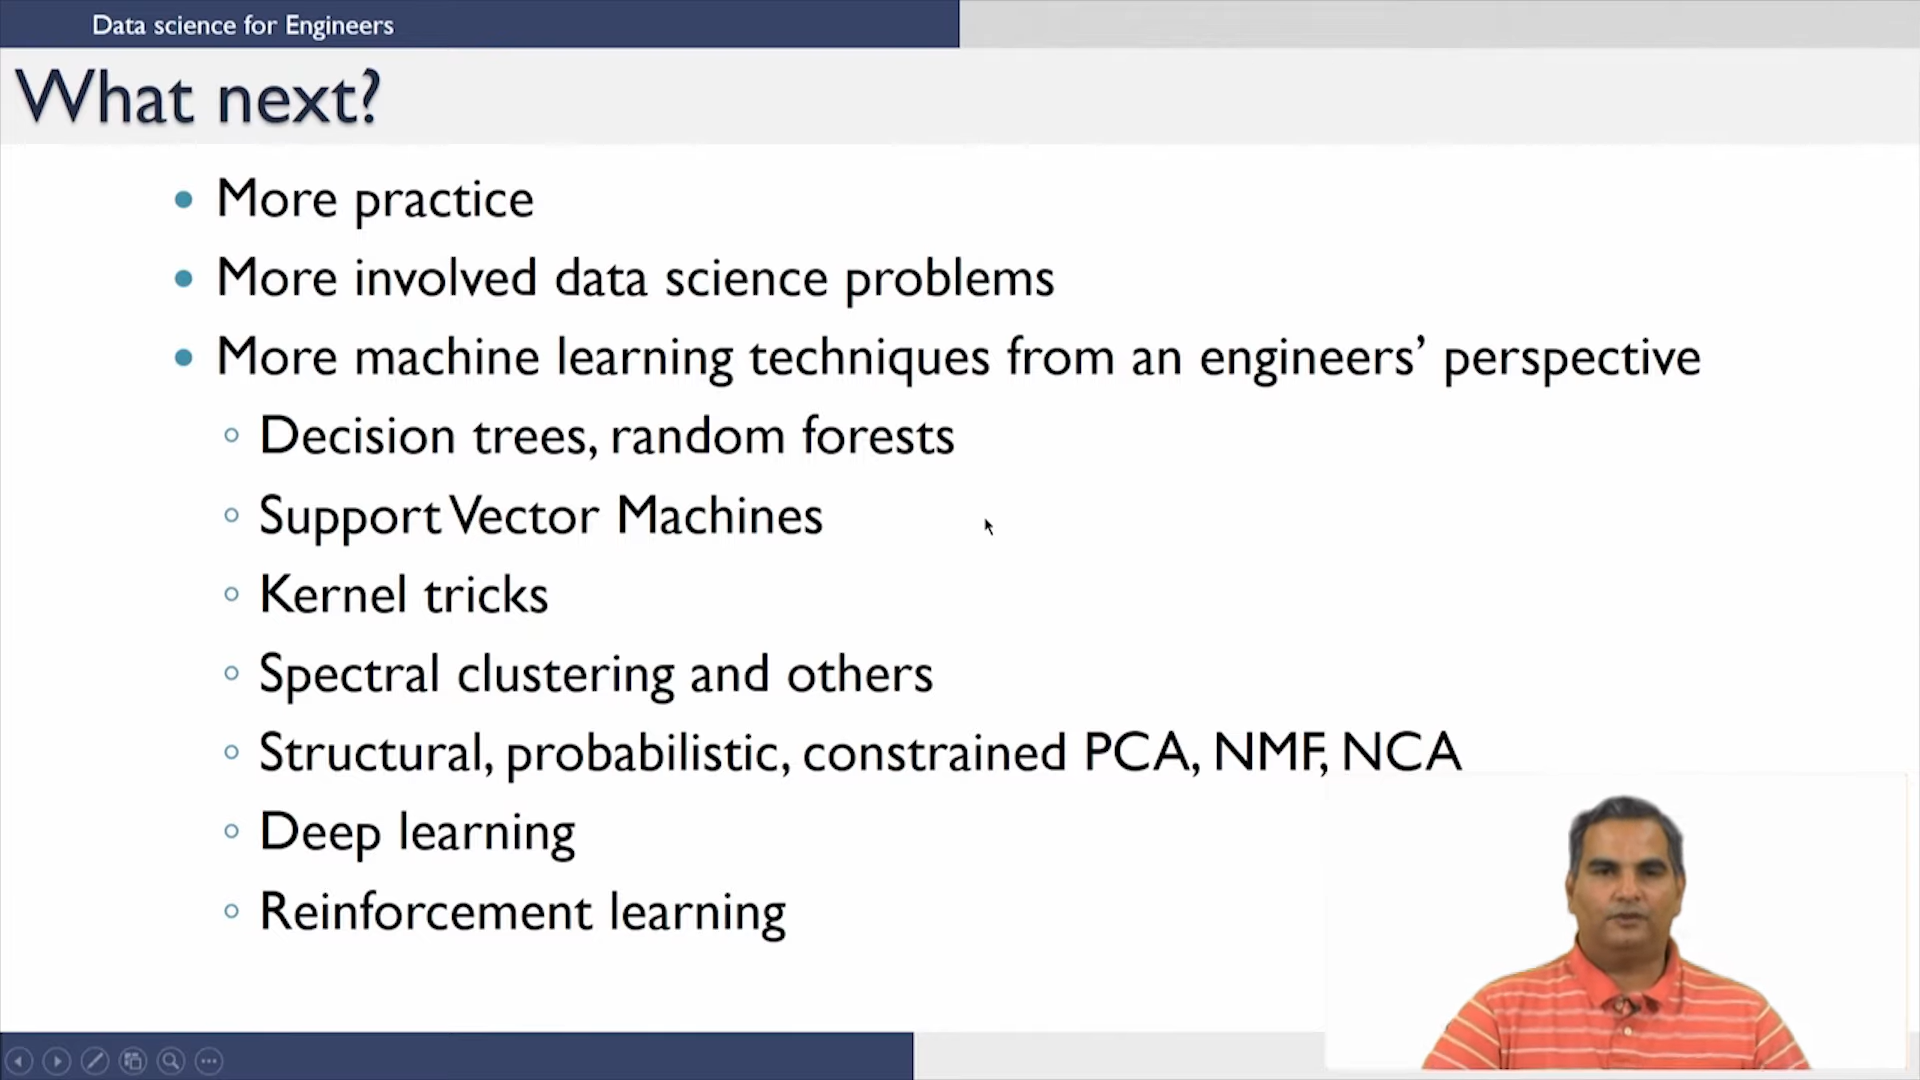 Data science for Engineers
What next?
More practice
More involved data science problems
More machine learning techniques from an engineers’ perspective
Decision trees, random forests
Support Vector Machines
Kernel tricks
Spectral clustering and others
Structural, probabilistic, constrained PCA, NMF, NCA
Deep learning
Reinforcement learning